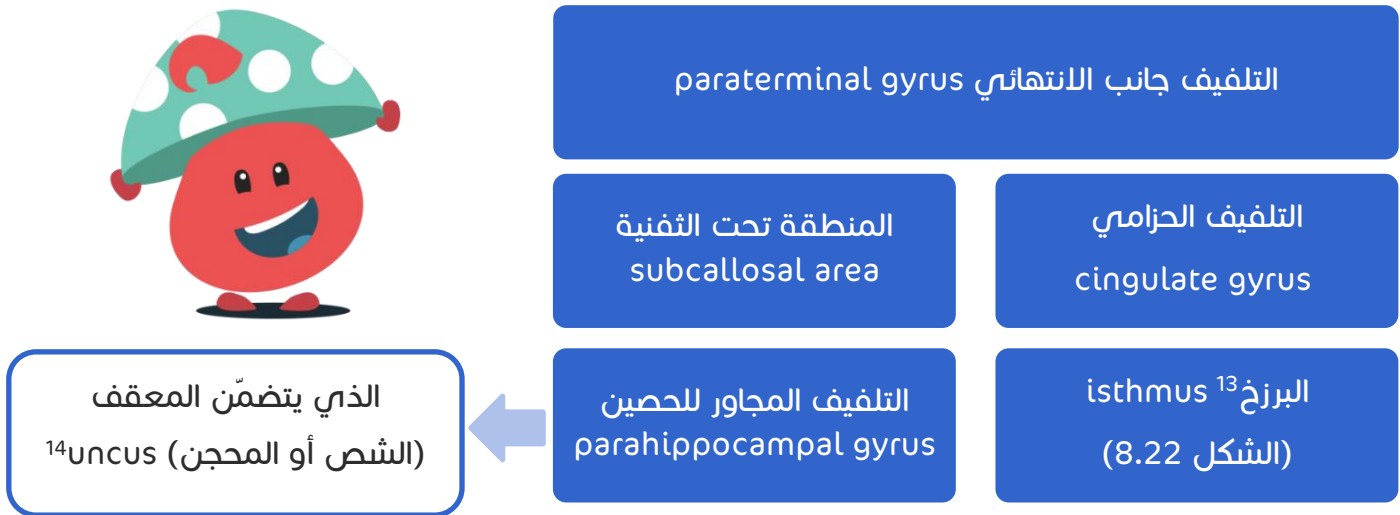 التلفيف جانب الانتهائي paraterminal gyrus
التلفيف الحزامي
cingulate gyrus
المنطقة تحت الثفنية
subcallosal area
البرزخ¹³ isthmus
(الشكل 8.22)
التلفيف المجاور للحصين
parahippocampal gyrus
الذي يتضمّن المعقف
(الشص أو المحجن) uncus¹⁴